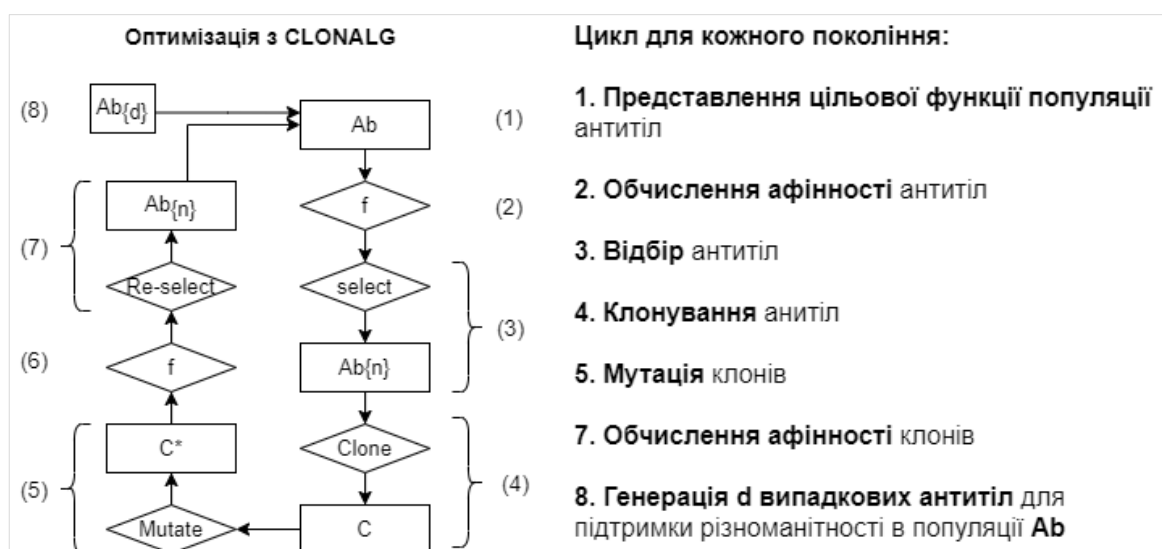 Оптимізація з CLONALG
(8)
Ab{d}
Ab
(1)
Ab{n}
f
(2)
(7)
Re-select
select
(3)
(6)
f
Ab{n}
C*
Clone
(5)
(4)
Mutate
C
Цикл для кожного покоління:
1. Представлення цільової функції популяції
антитіл
2. Обчислення афінності антитіл
3. Відбір антитіл
4. Клонування анитіл
5. Мутація клонів
7. Обчислення афінності клонів
8. Генерація d випадкових антитіл для
підтримки різноманітності в популяції Ab